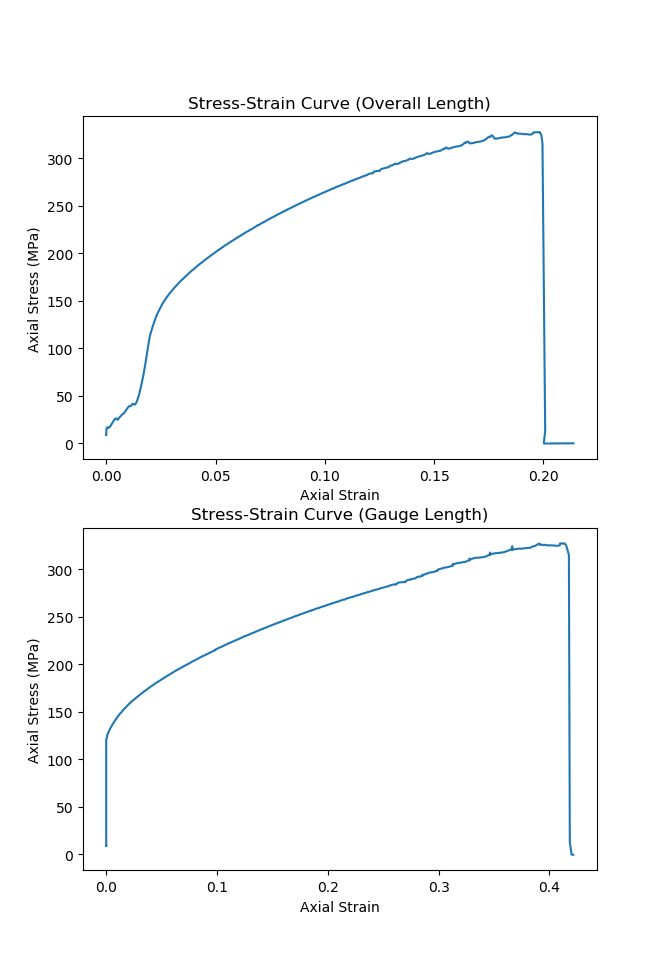 Stress-Strain Curve (Overall Length)
300
250
200
150
100
50
0
Axial Stress (MPa)
0.00 0.05 0.10 0.15 0.20
Axial Strain
Stress-Strain Curve (Gauge Length)
300
250
200
150
100
50
0
Axial Stress (MPa)
0.0 0.1 0.2 0.3 0.4
Axial Strain